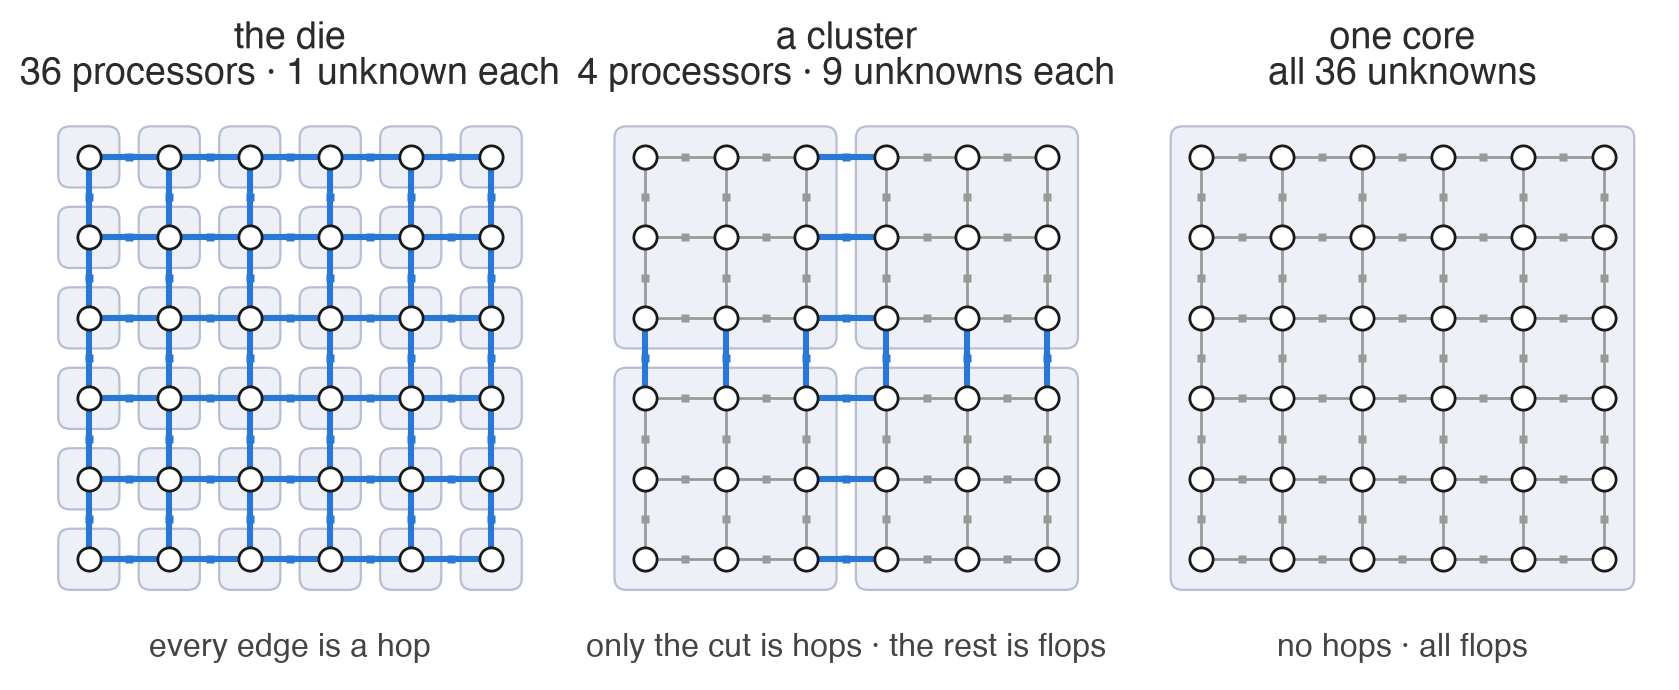 the die
36 processors · 1 unknown each
a cluster
4 processors · 9 unknowns each
one core
all 36 unknowns
every edge is a hop
only the cut is hops · the rest is flops
no hops · all flops